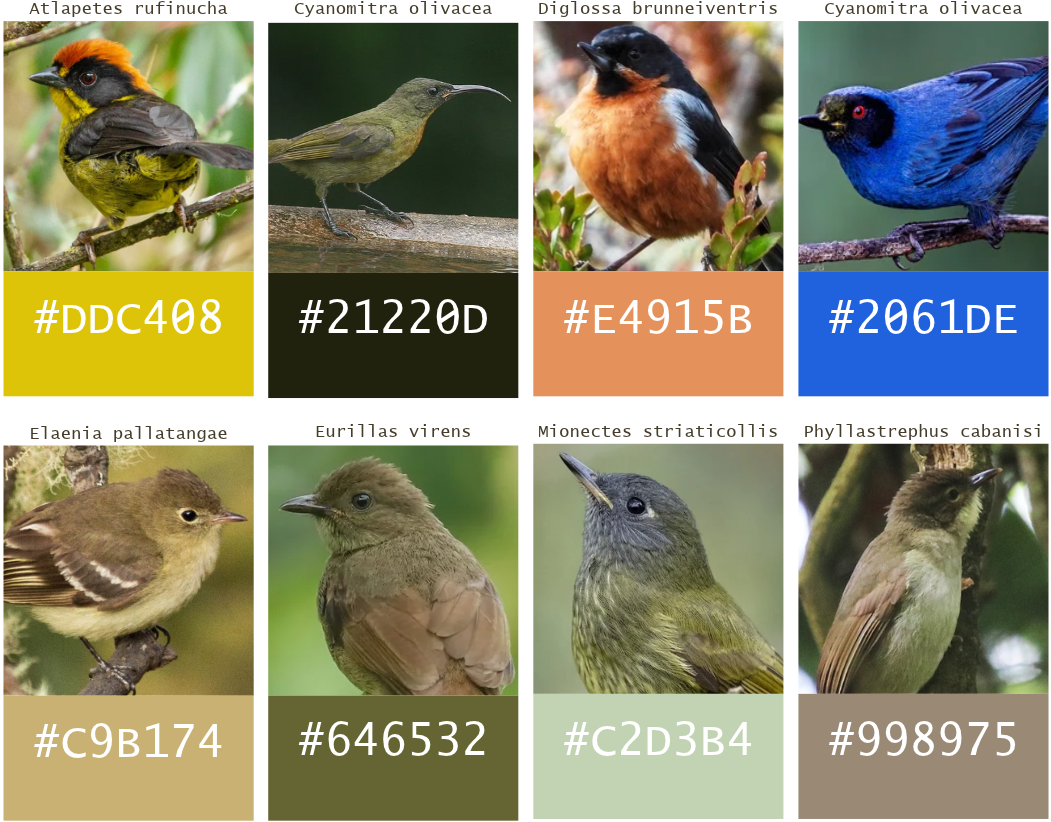 Atlapetes rufinucha
Cyanomitra olivacea
Diglossa brunneiventris
Cyanomitra olivacea
#DDC408
#21220D
#E4915B
#2061DE
Elaenia pallatangae
Eurillas virens
Mionectes striaticollis
Phyllastrephus cabanisi
#C9B174
#646532
#C2D3B4
#998975